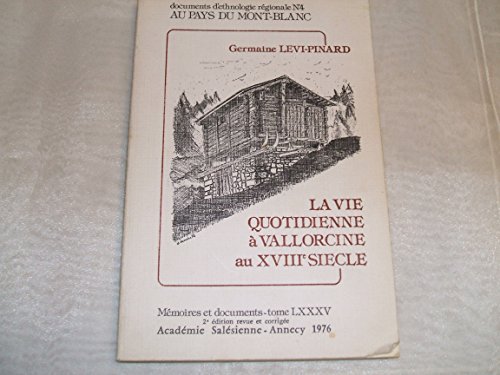 documents d'ethnologie régionale N4
AU PAYS DU MONT-BLANC
Germaine LEVI-PINARD
LA VIE
QUOTIDIENNE
à VALLORCINE
au XVIIIe SIECLE
Mémoires et documents-tome LXXXV
2e édition revue et corrigée
Académie Salésienne-Annecy 1976